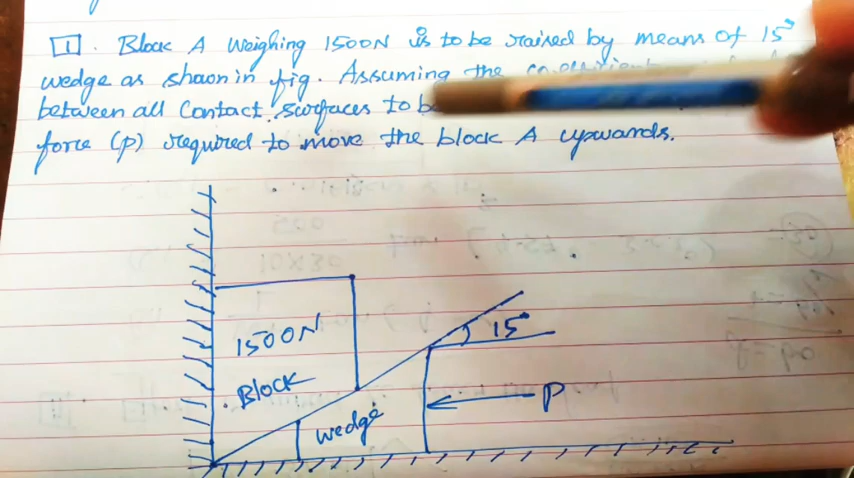 1. Block A weighing 1500N is to be raised by means of 15°
wedge as shown in fig. Assuming the
between all contact surfaces to be
force (p) required to move the block A upwards.
1500N
BLOCK
15°
wedge
P